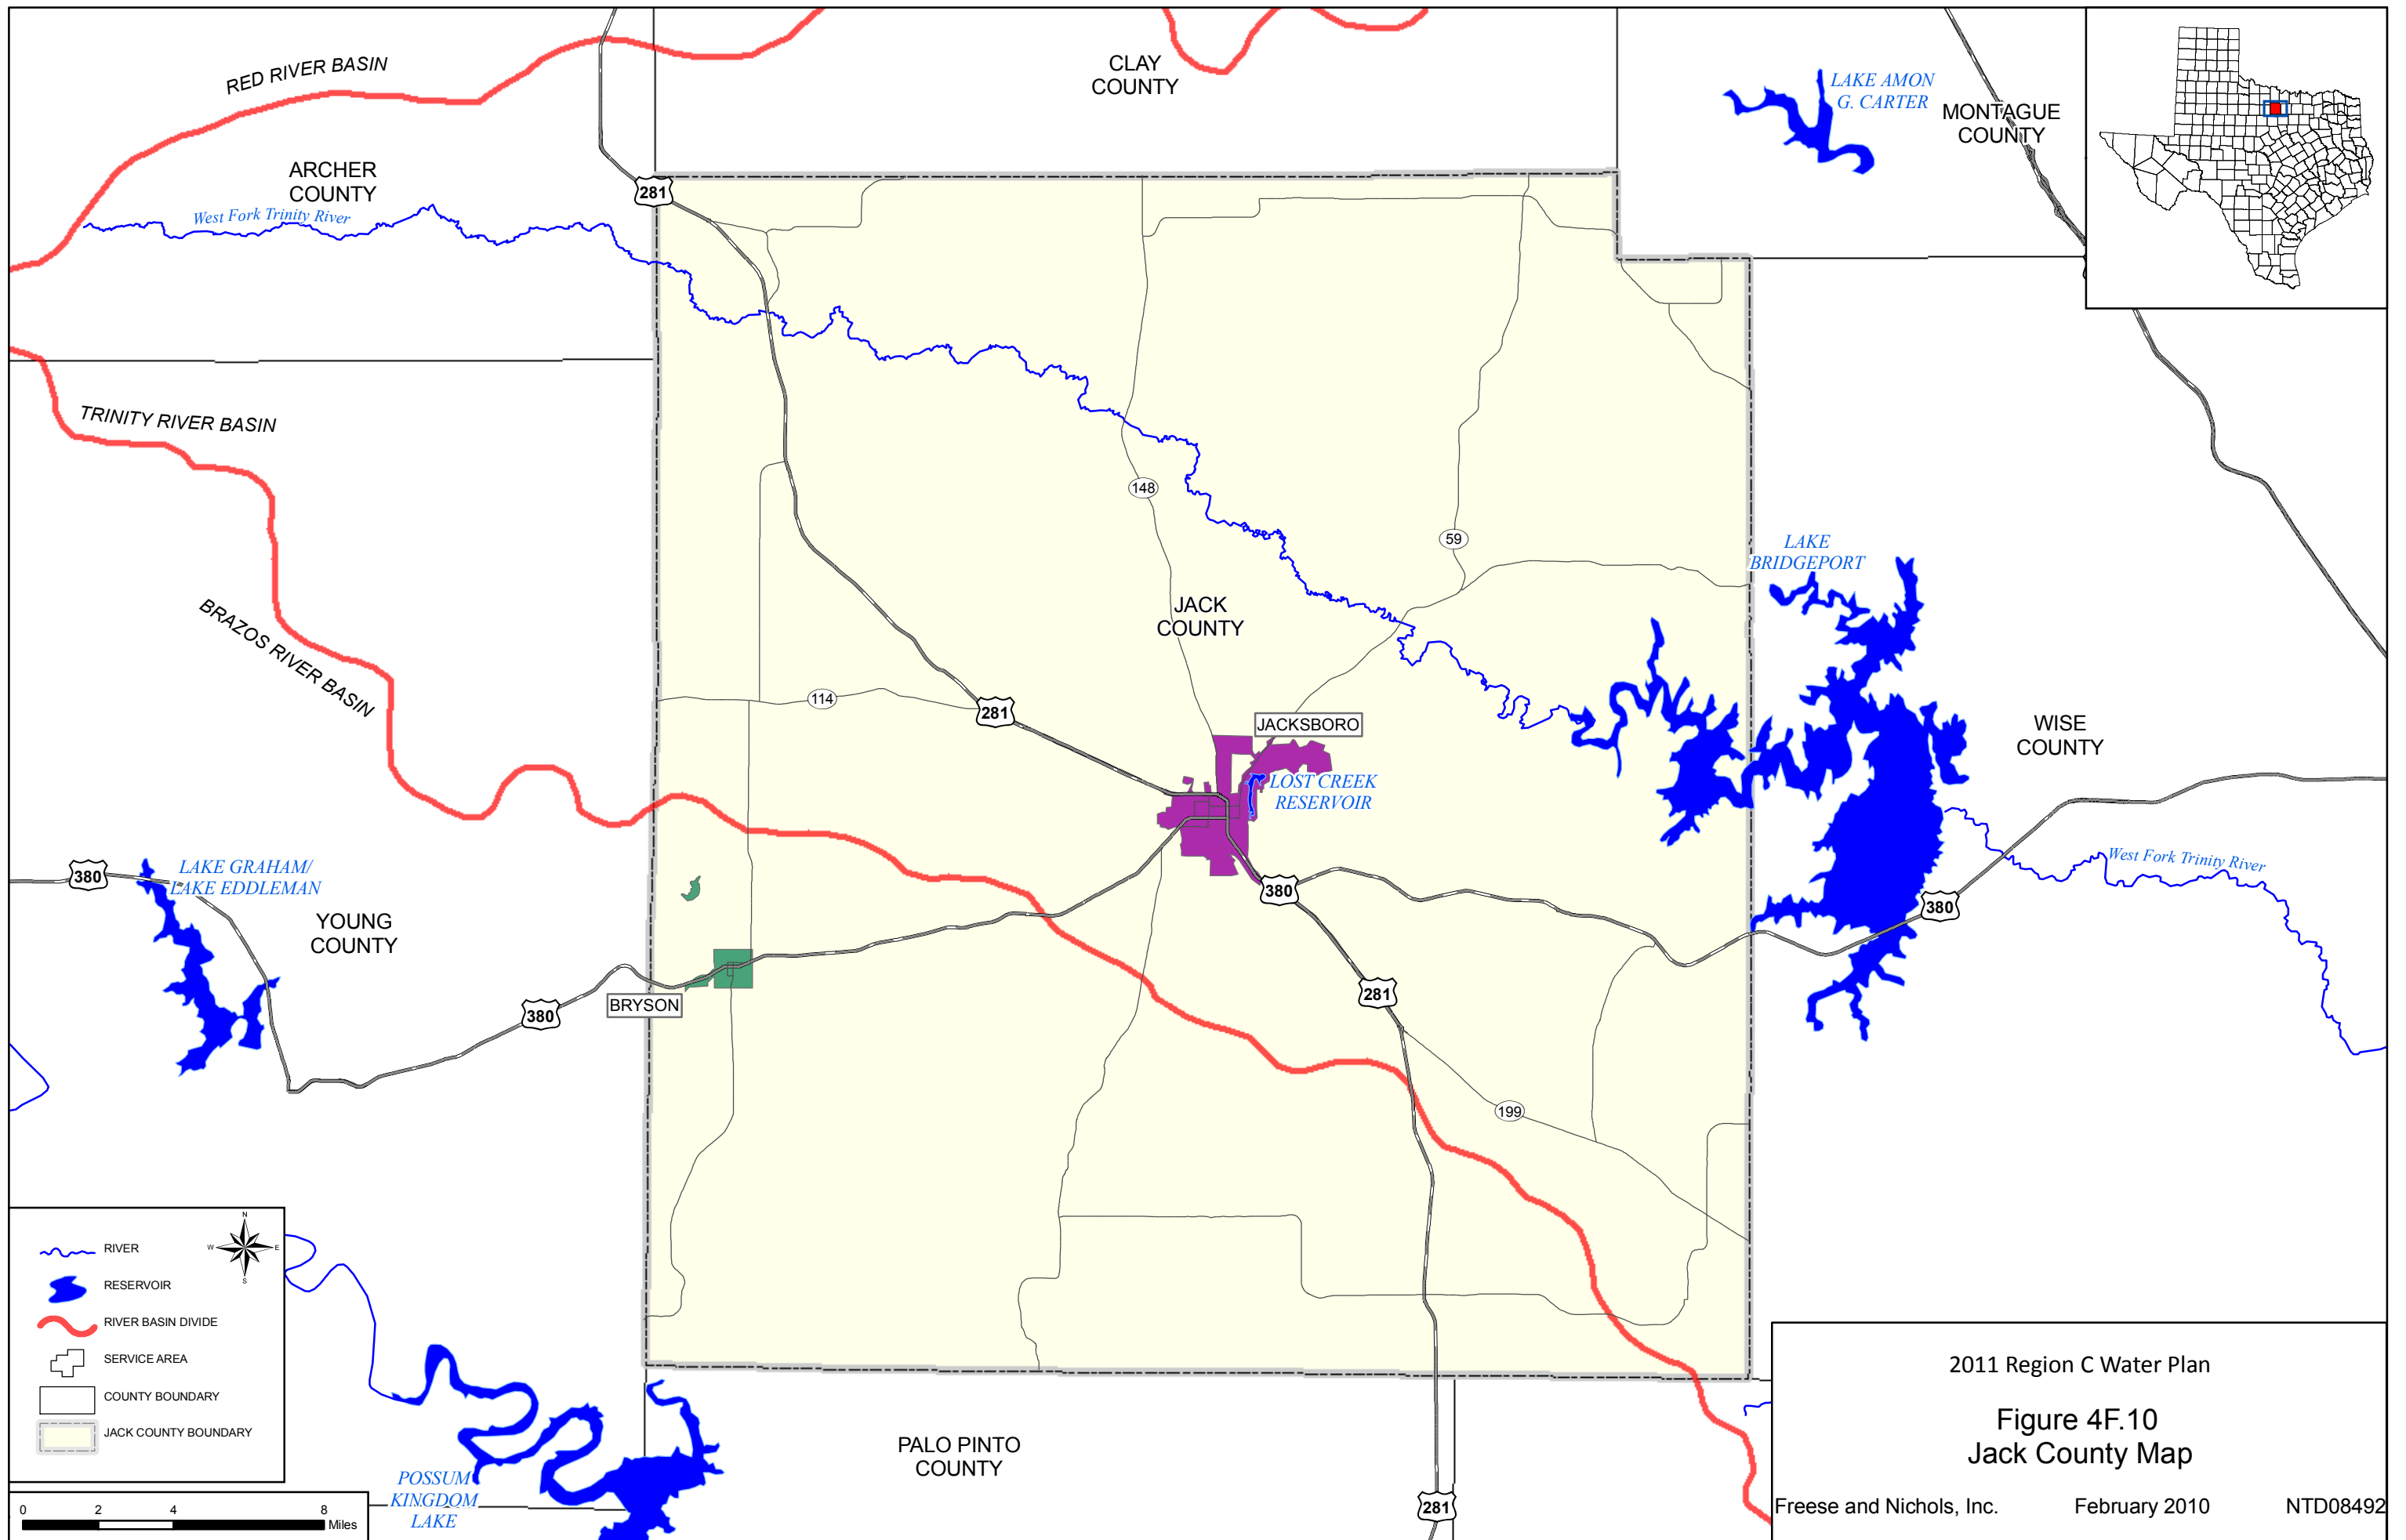 RED RIVER BASIN
CLAY
COUNTY
LAKE AMON
G. CARTER
MONTAGUE
COUNTY
ARCHER
COUNTY
281
West Fork Trinity River
TRINITY RIVER BASIN
148
59
LAKE
BRIDGEPORT
BRAZOS RIVER BASIN
JACK
COUNTY
114
281
JACKSBORO
WISE
COUNTY
LOST CREEK
RESERVOIR
380
LAKE GRAHAM/
LAKE EDDLEMAN
YOUNG
COUNTY
380
380
West Fork Trinity River
281
BRYSON
380
199
N
W
E
S
RIVER
RESERVOIR
RIVER BASIN DIVIDE
SERVICE AREA
COUNTY BOUNDARY
JACK COUNTY BOUNDARY
0 2 4 8
Miles
POSSUM
KINGDOM
LAKE
PALO PINTO
COUNTY
281
2011 Region C Water Plan
Figure 4F.10
Jack County Map
Freese and Nichols, Inc. February 2010 NTD08492